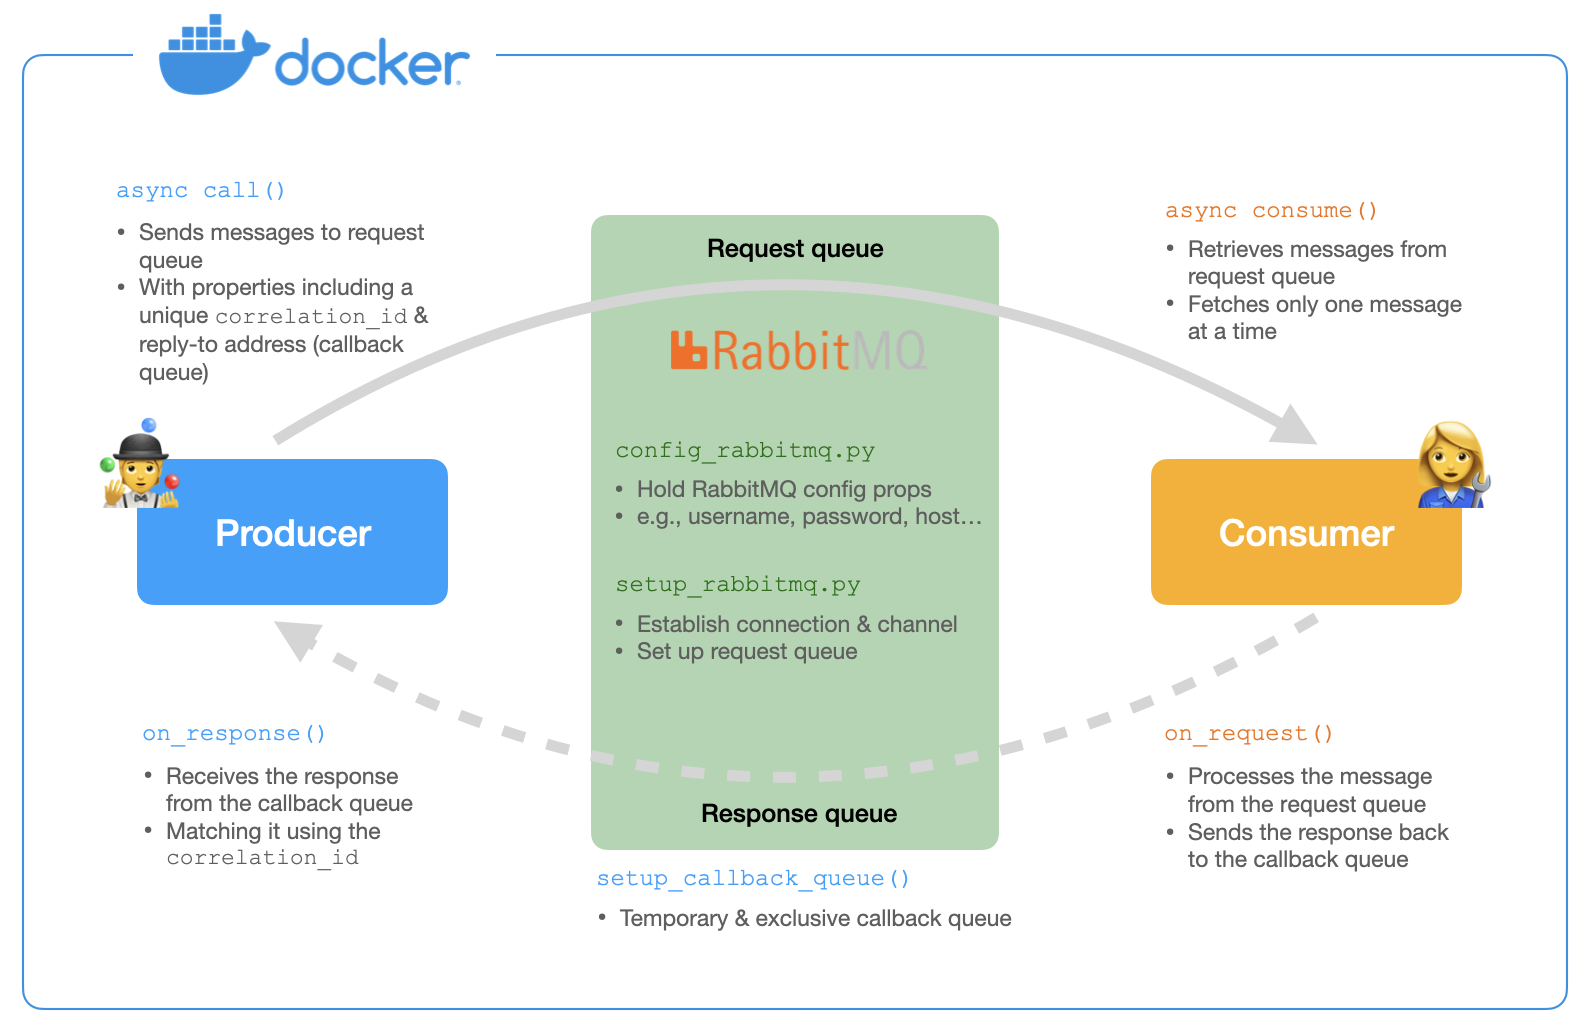 docker
async call()
• Sends messages to request
queue
• With properties including a
unique correlation_id &
reply-to address (callback
queue)
Request queue
RabbitMQ
async consume()
• Retrieves messages from
request queue
• Fetches only one message
at a time
config_rabbitmq.py
• Hold RabbitMQ config props
• e.g., username, password, host…
setup_rabbitmq.py
• Establish connection & channel
• Set up request queue
Producer
Consumer
on_response()
• Receives the response
from the callback queue
• Matching it using the
correlation_id
Response queue
setup_callback_queue()
• Temporary & exclusive callback queue
on_request()
• Processes the message
from the request queue
• Sends the response back
to the callback queue